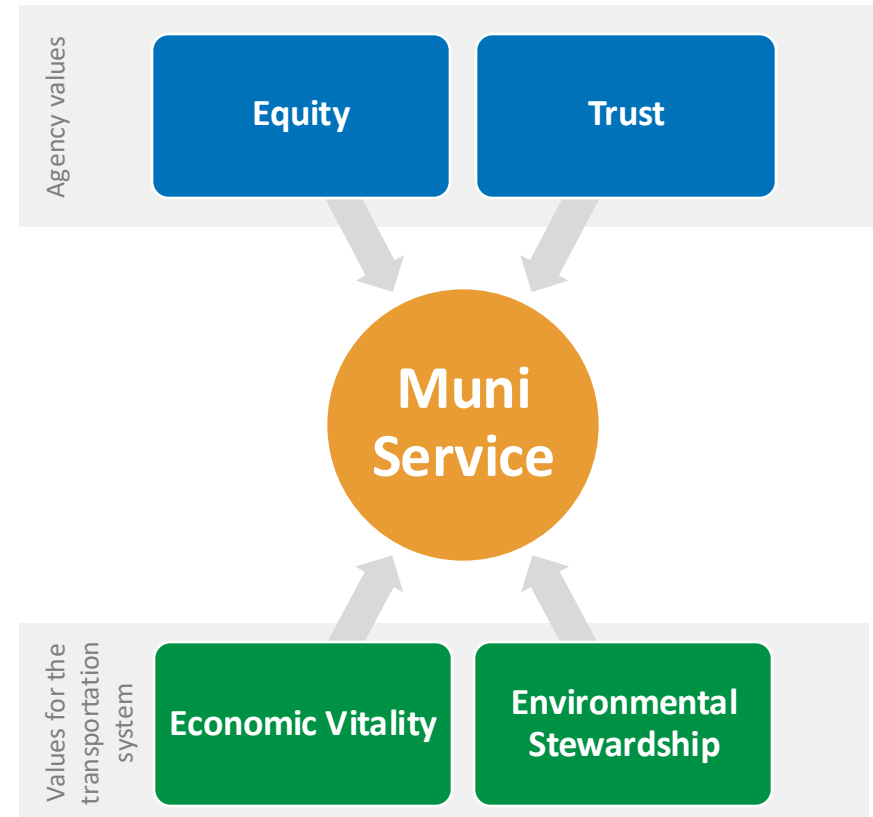 Agency values
Equity
Trust
Muni
Service
Values for the
transportation
system
Economic Vitality
Environmental
Stewardship